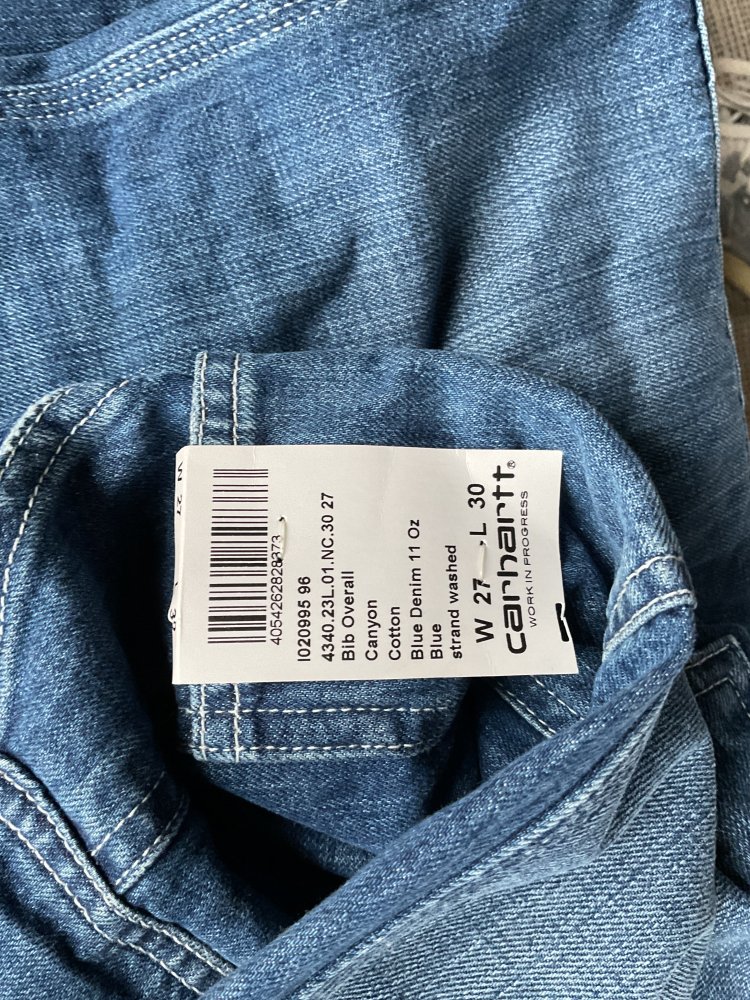 4054262828373
I020995 96
4340.23L.01.NC.30 27
Bib Overall
Canyon
Cotton
Blue Denim 11 Oz
Blue
strand washed
W 27 - L 30
carhartt®
WORK IN PROGRESS
W 27